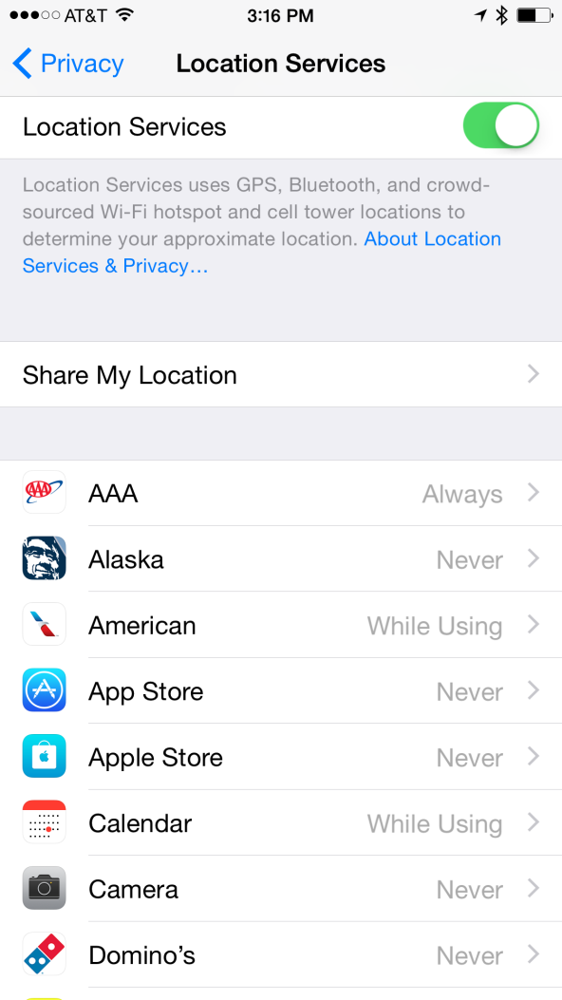 AT&T 3:16 PM
Privacy Location Services
Location Services
Location Services uses GPS, Bluetooth, and crowd-
sourced Wi-Fi hotspot and cell tower locations to
determine your approximate location. About Location
Services & Privacy...
Share My Location
AAA AAA Always
Alaska Never
American While Using
App Store Never
Apple Store Never
Calendar While Using
Camera Never
Domino’s Never